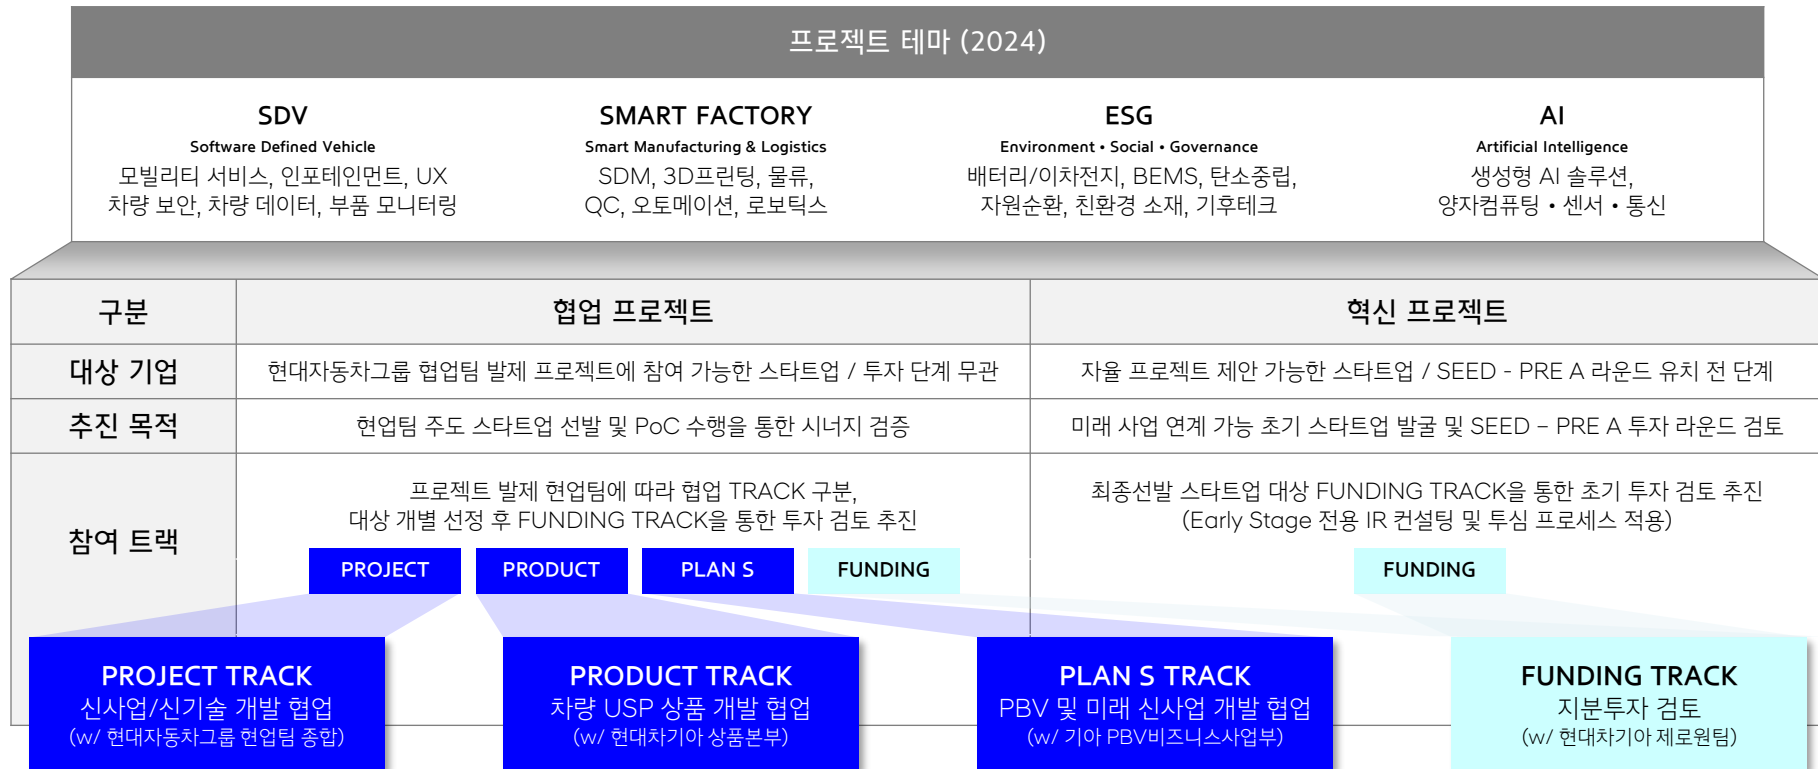 프로젝트 테마 (2024)
SDV
Software Defined Vehicle
모빌리티 서비스, 인포테인먼트, UX
차량 보안, 차량 데이터, 부품 모니터링
SMART FACTORY
Smart Manufacturing & Logistics
SDM, 3D프린팅, 물류,
QC, 오토메이션, 로보틱스
ESG
Environment • Social • Governance
배터리/이차전지, BEMS, 탄소중립,
자원순환, 친환경 소재, 기후테크
AI
Artificial Intelligence
생성형 AI 솔루션,
양자컴퓨팅 • 센서 • 통신
구분
협업 프로젝트
혁신 프로젝트
대상 기업
현대자동차그룹 협업팀 발제 프로젝트에 참여 가능한 스타트업 / 투자 단계 무관
자율 프로젝트 제안 가능한 스타트업 / SEED - PRE A 라운드 유치 전 단계
추진 목적
현업팀 주도 스타트업 선발 및 PoC 수행을 통한 시너지 검증
미래 사업 연계 가능 초기 스타트업 발굴 및 SEED – PRE A 투자 라운드 검토
참여 트랙
프로젝트 발제 현업팀에 따라 협업 TRACK 구분,
대상 개별 선정 후 FUNDING TRACK을 통한 투자 검토 추진
PROJECT
PRODUCT
PLAN S
FUNDING
최종선발 스타트업 대상 FUNDING TRACK을 통한 초기 투자 검토 추진
(Early Stage 전용 IR 컨설팅 및 투심 프로세스 적용)
FUNDING
PROJECT TRACK
신사업/신기술 개발 협업
(w/ 현대자동차그룹 현업팀 종합)
PRODUCT TRACK
차량 USP 상품 개발 협업
(w/ 현대차기아 상품본부)
PLAN S TRACK
PBV 및 미래 신사업 개발 협업
(w/ 기아 PBV비즈니스사업부)
FUNDING TRACK
지분투자 검토
(w/ 현대차기아 제로원팀)